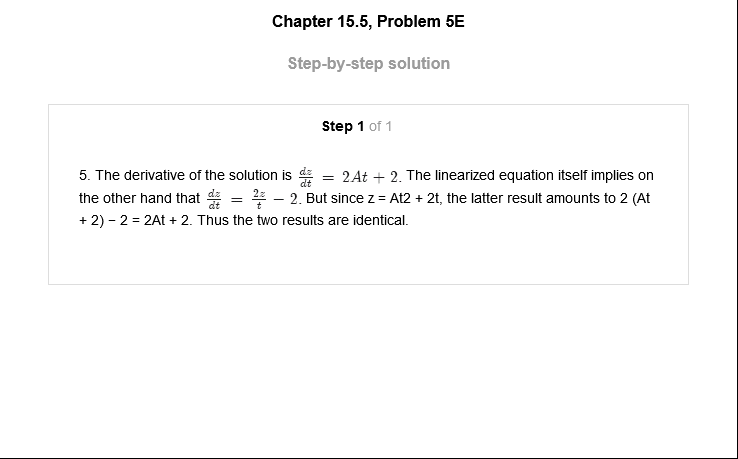 Chapter 15.5, Problem 5E
Step-by-step solution
Step 1 of 1
5. The derivative of the solution is dz/dt = 2At + 2. The linearized equation itself implies on
the other hand that dz/dt = 2z/t − 2. But since z = At2 + 2t, the latter result amounts to 2 (At
+ 2) − 2 = 2At + 2. Thus the two results are identical.